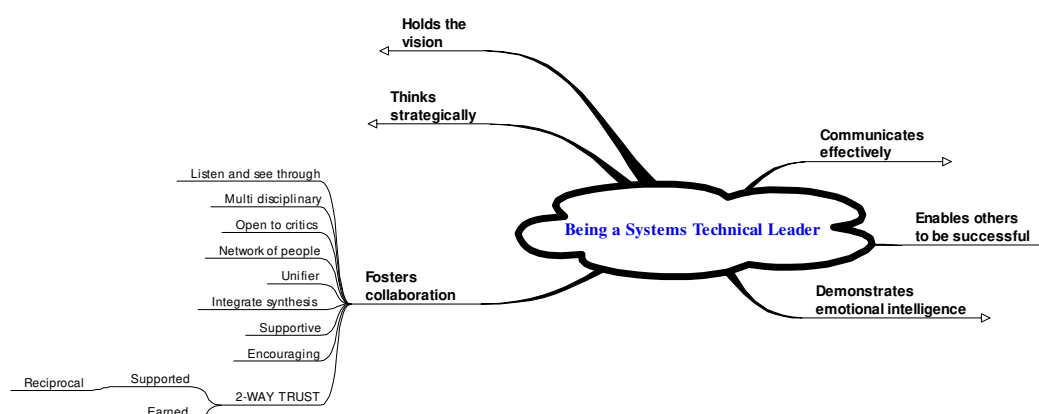 Holds the
vision
Thinks
strategically
Communicates
effectively
Enables others
to be successful
Demonstrates
emotional intelligence
Being a Systems Technical Leader
Fosters
collaboration
Listen and see through
Multi disciplinary
Open to critics
Network of people
Unifier
Integrate synthesis
Supportive
Encouraging
2-WAY TRUST
Supported
Reciprocal
Earned